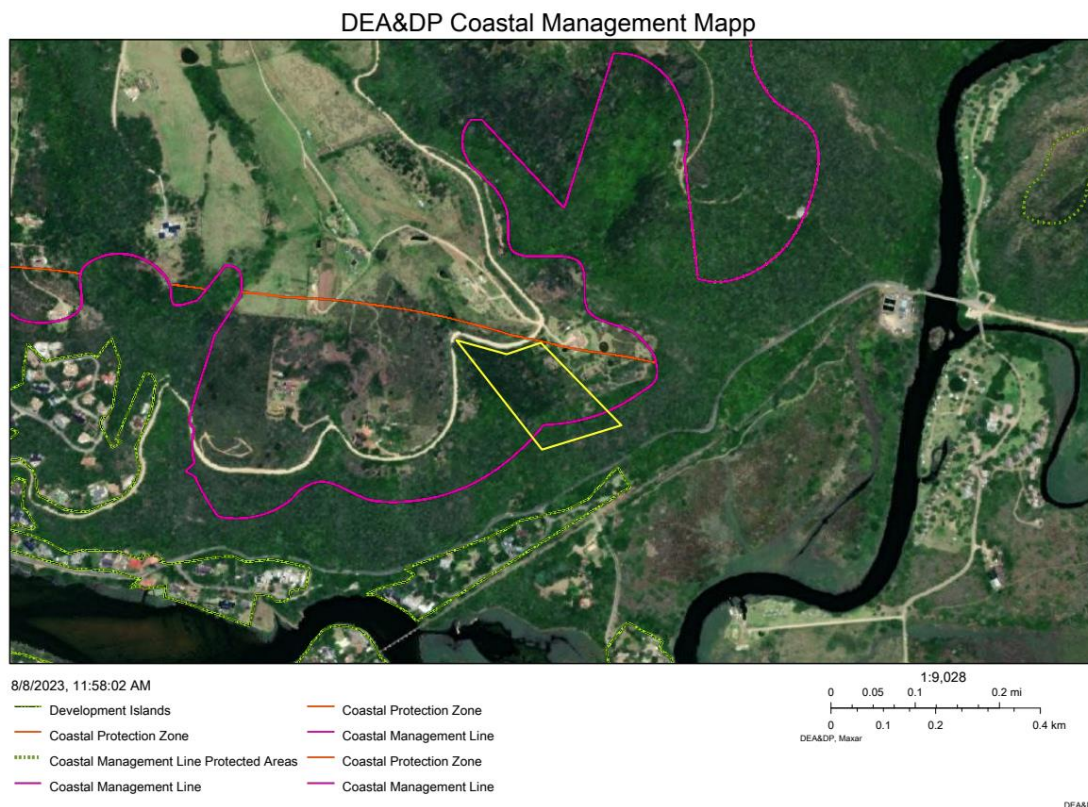 DEA&DP Coastal Management Mapp
8/8/2023, 11:58:02 AM
Development Islands
Coastal Protection Zone
Coastal Management Line Protected Areas
Coastal Management Line
Coastal Protection Zone
Coastal Management Line
Coastal Protection Zone
Coastal Management Line
1:9,028
0 0.05 0.1 0.2 mi
0 0.1 0.2 0.4 km
DEA&DP, Maxar